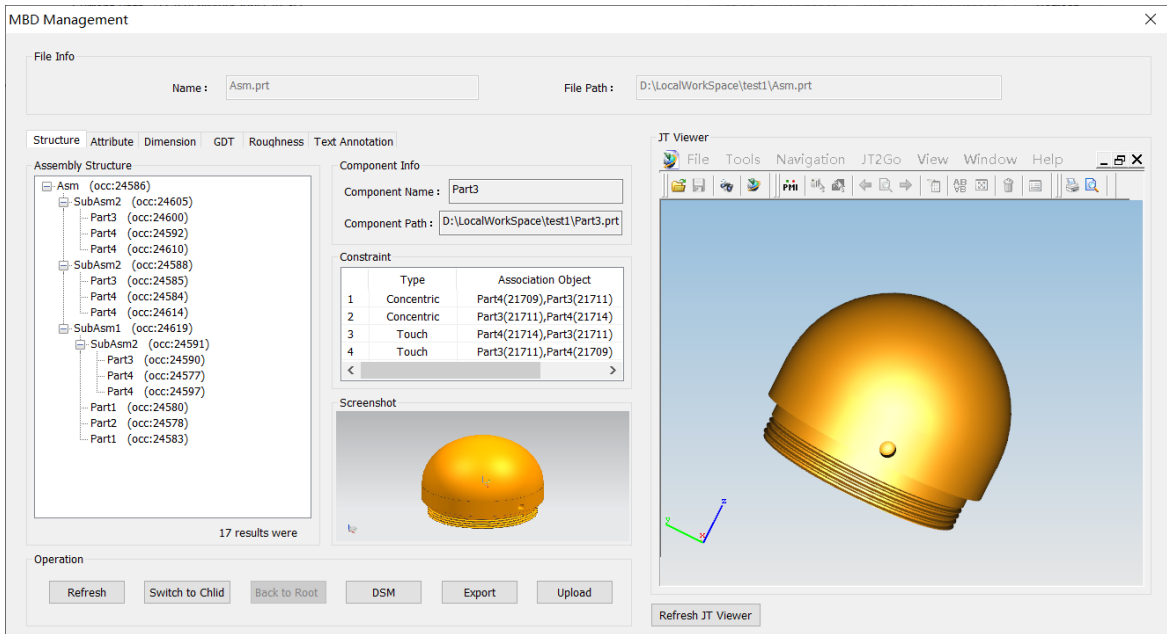 MBD Management
File Info
Name : Asm.prt File Path : D:\LocalWorkSpace\test1\Asm.prt
Structure Attribute Dimension GDT Roughness Text Annotation
Assembly Structure
Asm (occ:24586)
SubAsm2 (occ:24605)
Part3 (occ:24600)
Part4 (occ:24592)
Part4 (occ:24610)
SubAsm2 (occ:24588)
Part3 (occ:24585)
Part4 (occ:24584)
Part4 (occ:24614)
SubAsm1 (occ:24619)
SubAsm2 (occ:24591)
Part3 (occ:24590)
Part4 (occ:24577)
Part4 (occ:24597)
Part1 (occ:24580)
Part2 (occ:24578)
Part1 (occ:24583)
17 results were
Component Info
Component Name : Part3
Component Path : D:\LocalWorkSpace\test1\Part3.prt
Constraint
Type Association Object
1 Concentric Part4(21709),Part3(21711)
2 Concentric Part3(21711),Part4(21714)
3 Touch Part4(21714),Part3(21711)
4 Touch Part3(21711),Part4(21709)
Screenshot
Operation
Refresh Switch to Chlid Back to Root DSM Export Upload
JT Viewer
File Tools Navigation JT2Go View Window Help
PMI
Z
Y
X
Refresh JT Viewer